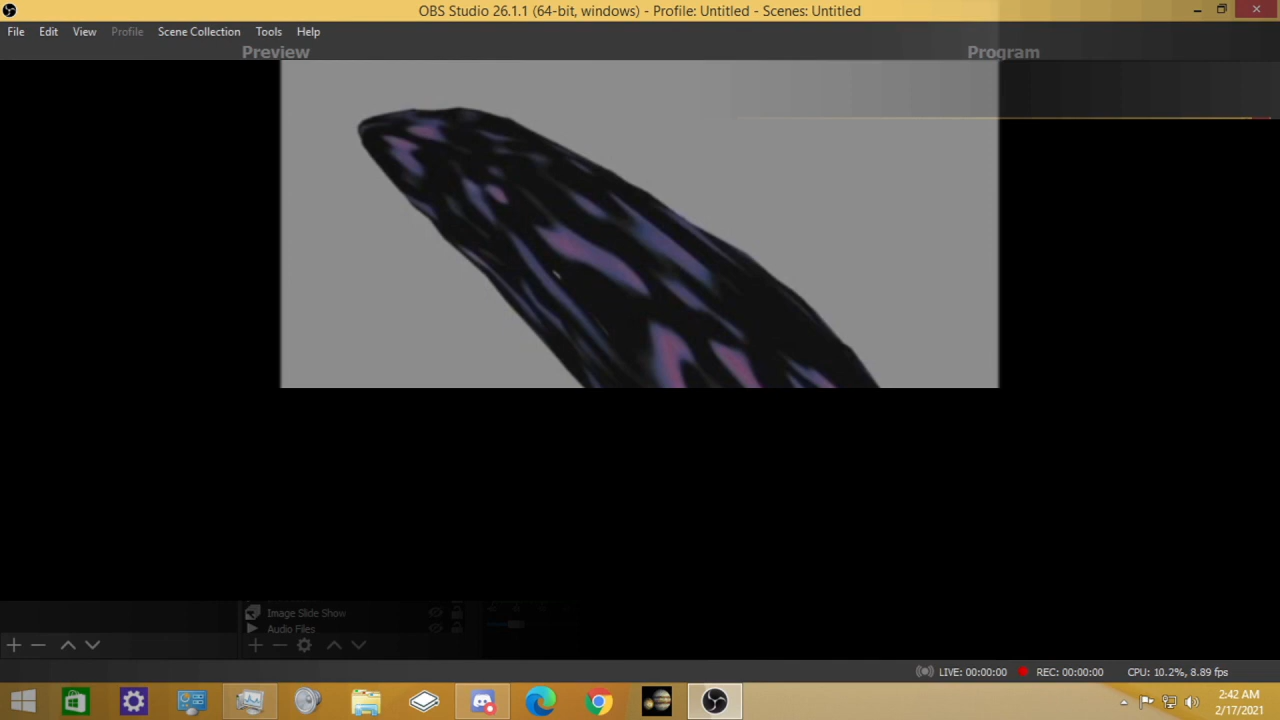 OBS Studio 26.1.1 (64-bit, windows) - Profile: Untitled - Scenes: Untitled
File Edit View Profile Scene Collection Tools Help
Preview Program
Image Slide Show
Audio Files
LIVE: 00:00:00 REC: 00:00:00 CPU: 10.2%, 8.89 fps
2:42 AM
2/17/2021